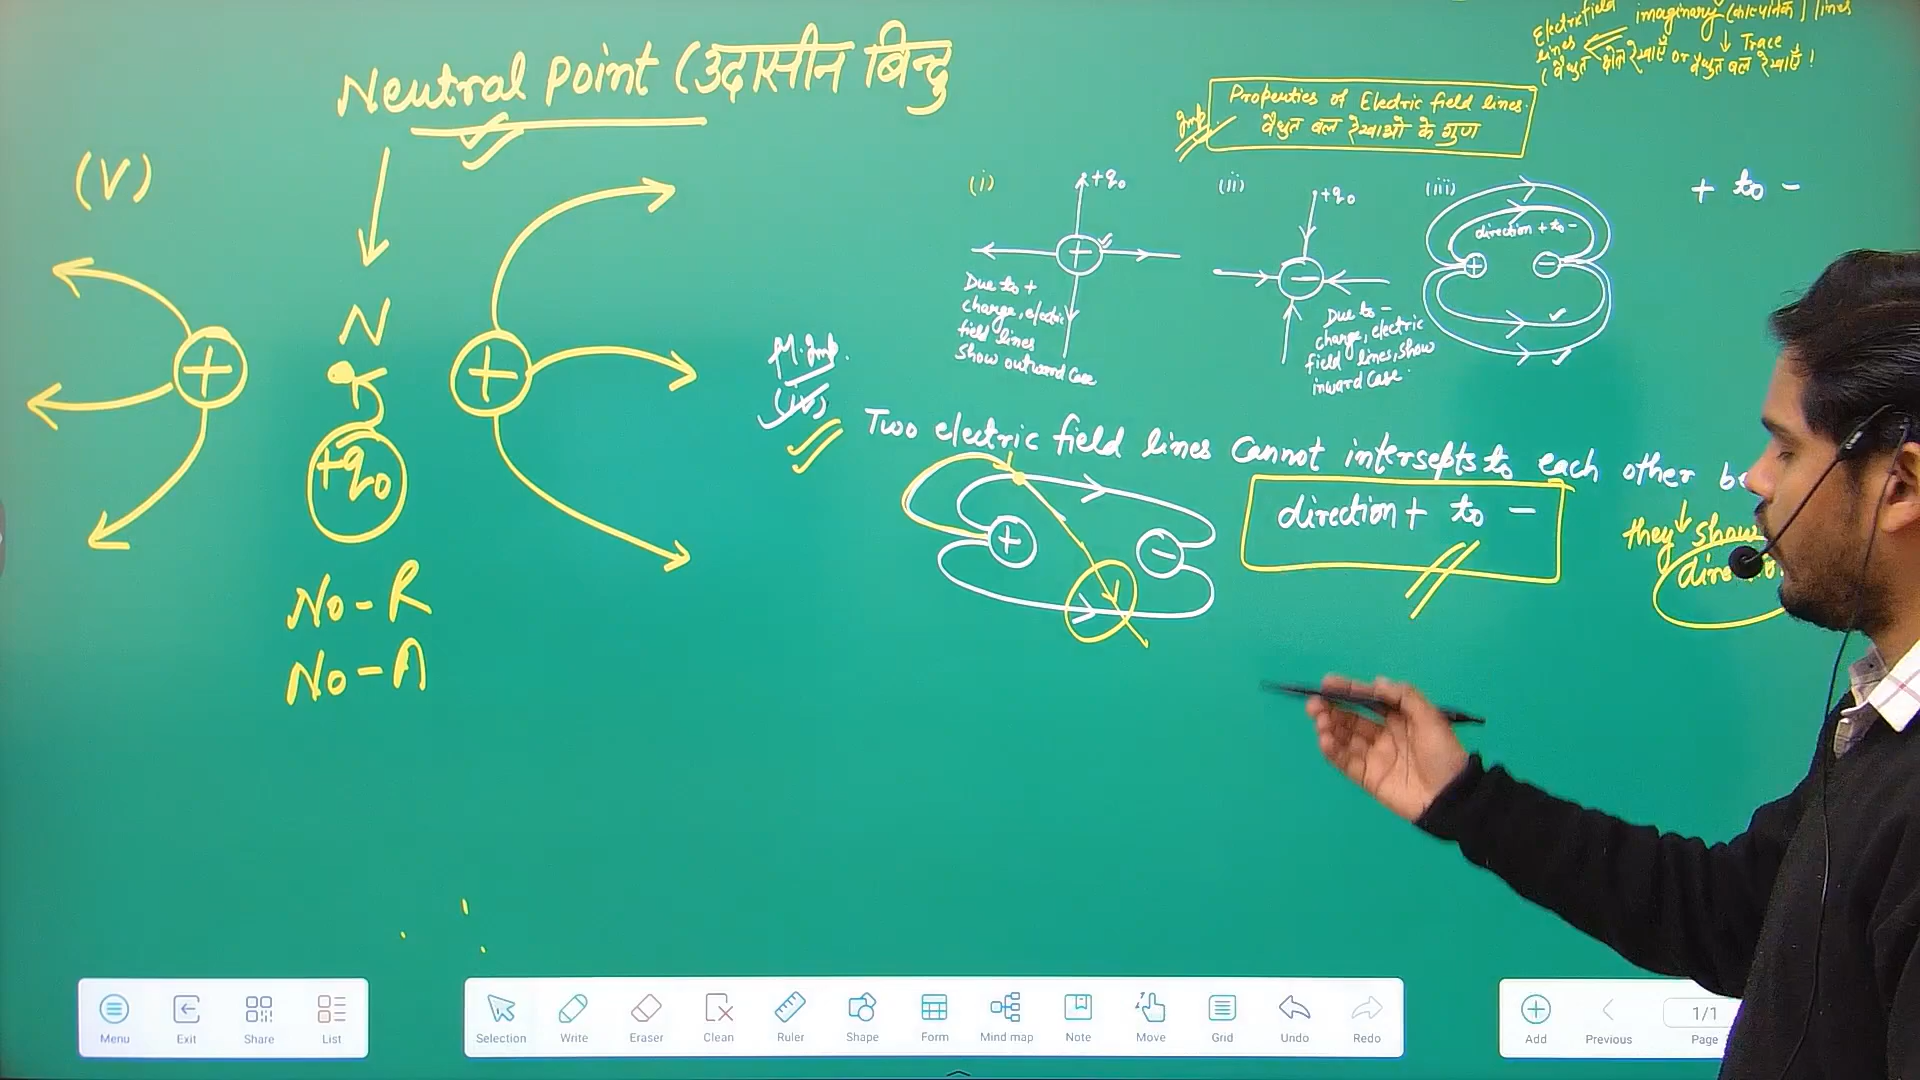 Neutral Point (उदासीन बिन्दु
(V)
N
+q₀
No-R
No-A
+
+
Electric field
lines
imaginary (काल्पनिक) lines
Trace
(वैधुत क्षेत्र रेखाएँ or वैधुत बल रेखाएँ!
Imp.
Properties of Electric field lines.
वैधुत बल रेखाओ के गुण
(i)
+q₀
+
Due to +
charge, electric
field lines
show outward case
(ii)
+q₀
-
Due to -
charge, electric
field lines, show
inward case.
(iii)
direction + to -
+
-
+ to -
M. Imp.
(iv)
Two electric field lines cannot intersepts to each other
+
-
direction + to -
they show
Menu
Exit
Share
List
Selection
Write
Eraser
Clean
Ruler
Shape
Form
Mind map
Note
Move
Grid
Undo
Redo
Add
Previous
1/1
Page